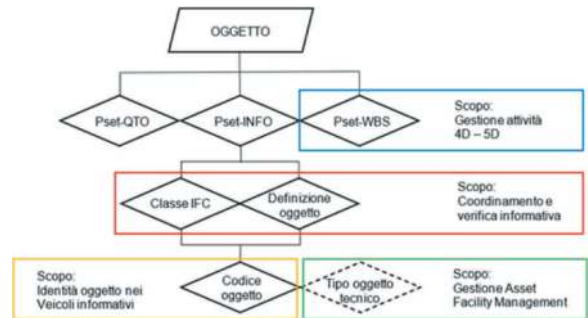 OGGETTO
Pset-QTO
Pset-INFO
Pset-WBS
Scopo:
Gestione attività
4D – 5D
Classe IFC
Definizione
oggetto
Scopo:
Coordinamento e
verifica informativa
Scopo:
Identità oggetto nei
Veicoli informativi
Codice
oggetto
Tipo oggetto
tecnico
Scopo:
Gestione Asset
Facility Management